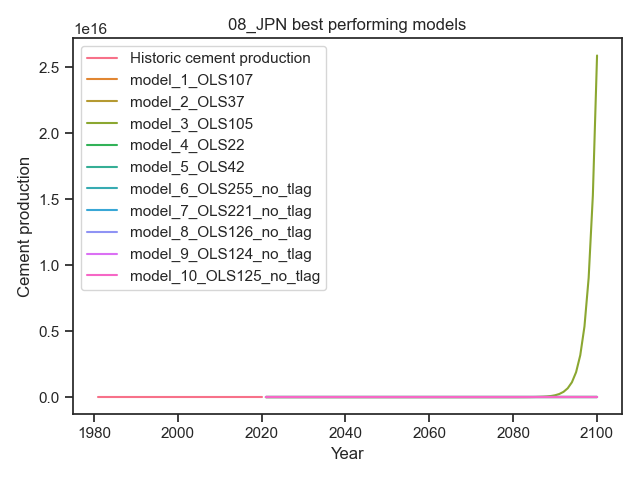 08_JPN best performing models
1e16
Historic cement production
model_1_OLS107
model_2_OLS37
model_3_OLS105
model_4_OLS22
model_5_OLS42
model_6_OLS255_no_tlag
model_7_OLS221_no_tlag
model_8_OLS126_no_tlag
model_9_OLS124_no_tlag
model_10_OLS125_no_tlag
Cement production
2.5
2.0
1.5
1.0
0.5
0.0
1980 2000 2020 2040 2060 2080 2100
Year